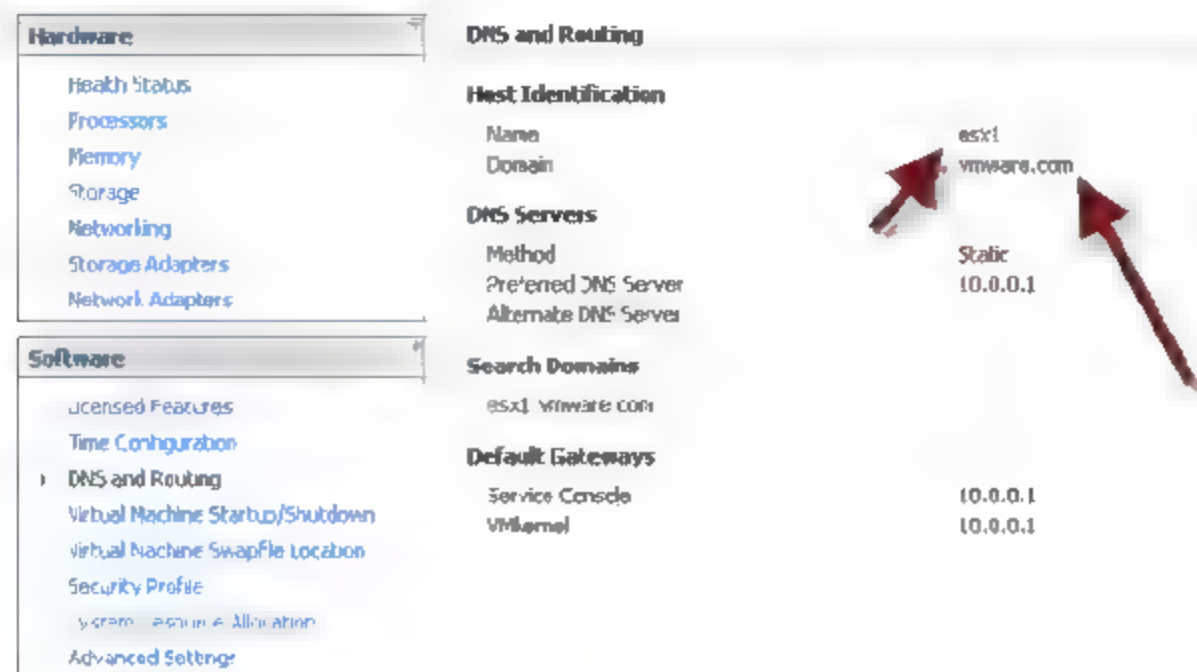 Hardware
Health Status
Processors
Memory
Storage
Networking
Storage Adapters
Network Adapters
Software
Licensed Features
Time Configuration
DNS and Routing
Virtual Machine Startup/Shutdown
Virtual Machine Swapfile Location
Security Profile
System Resource Allocation
Advanced Settings
DNS and Routing
Host Identification
Name esx1
Domain vmware.com
DNS Servers
Method Static
Preferred DNS Server 10.0.0.1
Alternate DNS Server
Search Domains
esx1.vmware.com
Default Gateways
Service Console 10.0.0.1
VMkernel 10.0.0.1